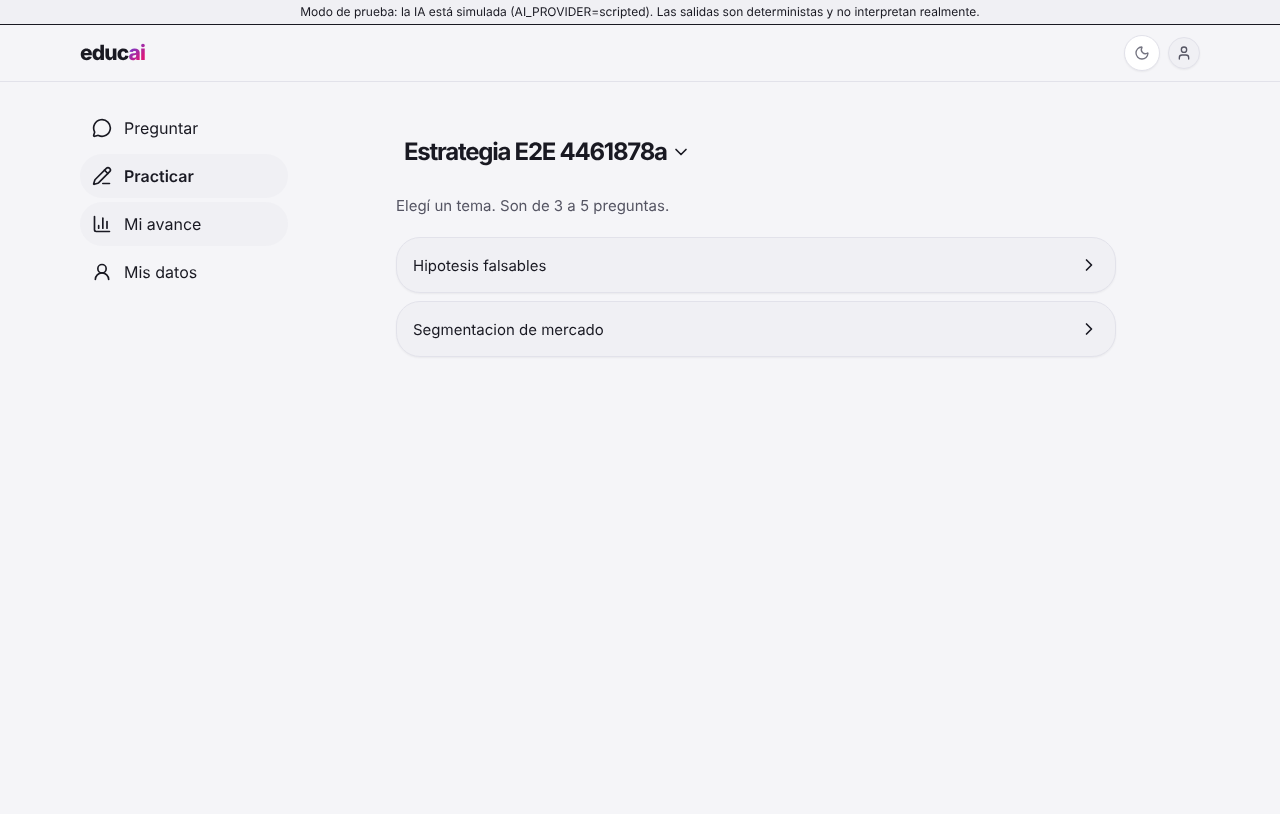 Modo de prueba: la IA está simulada (AI_PROVIDER=scripted). Las salidas son deterministas y no interpretan realmente.
educai
Preguntar
Practicar
Mi avance
Mis datos
Estrategia E2E 4461878a
Elegí un tema. Son de 3 a 5 preguntas.
Hipotesis falsables
Segmentacion de mercado